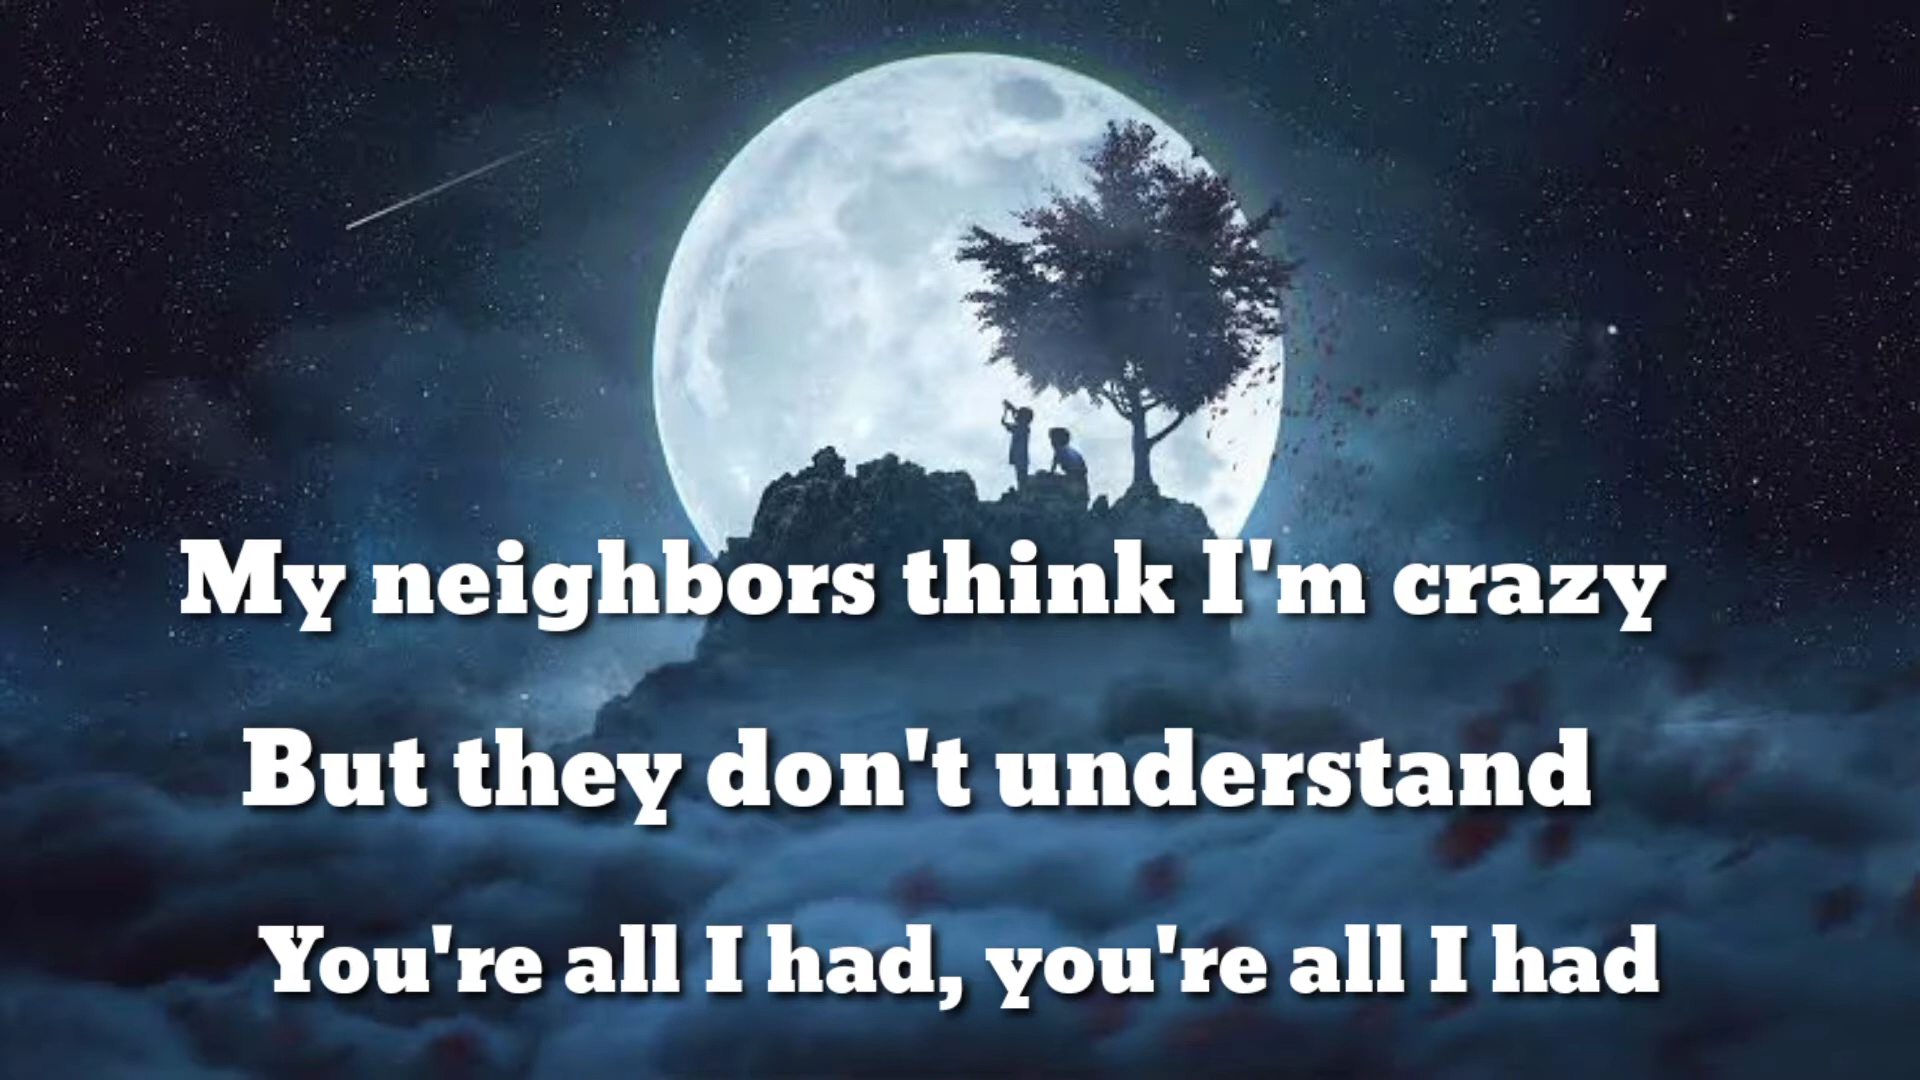 My neighbors think I'm crazy
But they don't understand
You're all I had, you're all I had